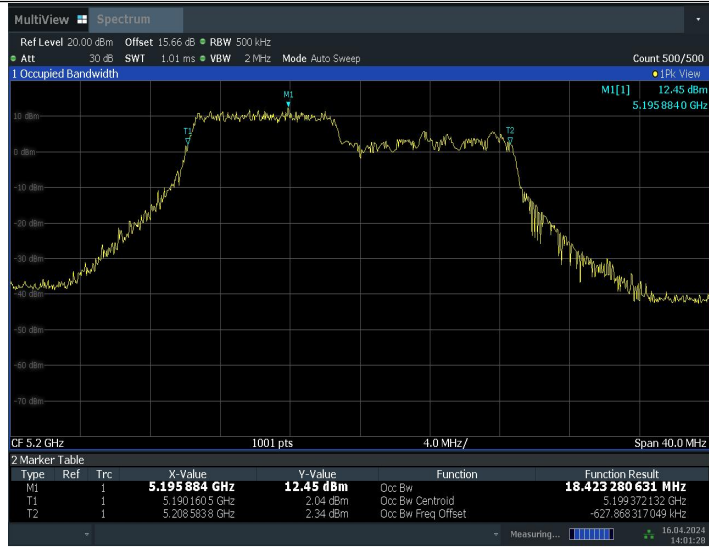 MultiView Spectrum
Ref Level 20.00 dBm Offset 15.66 dB RBW 500 kHz
Att 30 dB SWT 1.01 ms VBW 2 MHz Mode Auto Sweep Count 500/500
1 Occupied Bandwidth 1Pk View
M1[1] 12.45 dBm
5.195 884 0 GHz
M1
10 dBm
T1
T2
0 dBm
-10 dBm
-20 dBm
-30 dBm
-40 dBm
-50 dBm
-60 dBm
-70 dBm
CF 5.2 GHz 1001 pts 4.0 MHz/ Span 40.0 MHz
2 Marker Table
Type Ref Trc X-Value Y-Value Function Function Result
M1 1 5.195 884 GHz 12.45 dBm Occ Bw 18.423 280 631 MHz
T1 1 5.190 160 5 GHz 2.04 dBm Occ Bw Centroid 5.199 372 132 GHz
T2 1 5.208 583 8 GHz 2.34 dBm Occ Bw Freq Offset -627.868 317 049 kHz
Measuring... 16.04.2024
14:01:28